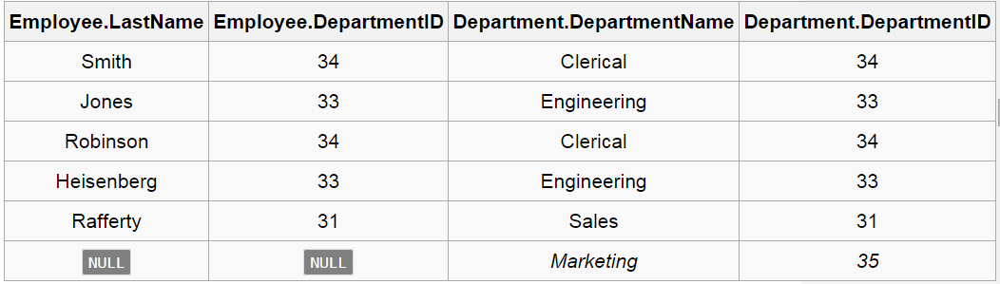 Employee.LastName Employee.DepartmentID Department.DepartmentName Department.DepartmentID
Smith 34 Clerical 34
Jones 33 Engineering 33
Robinson 34 Clerical 34
Heisenberg 33 Engineering 33
Rafferty 31 Sales 31
NULL NULL Marketing 35